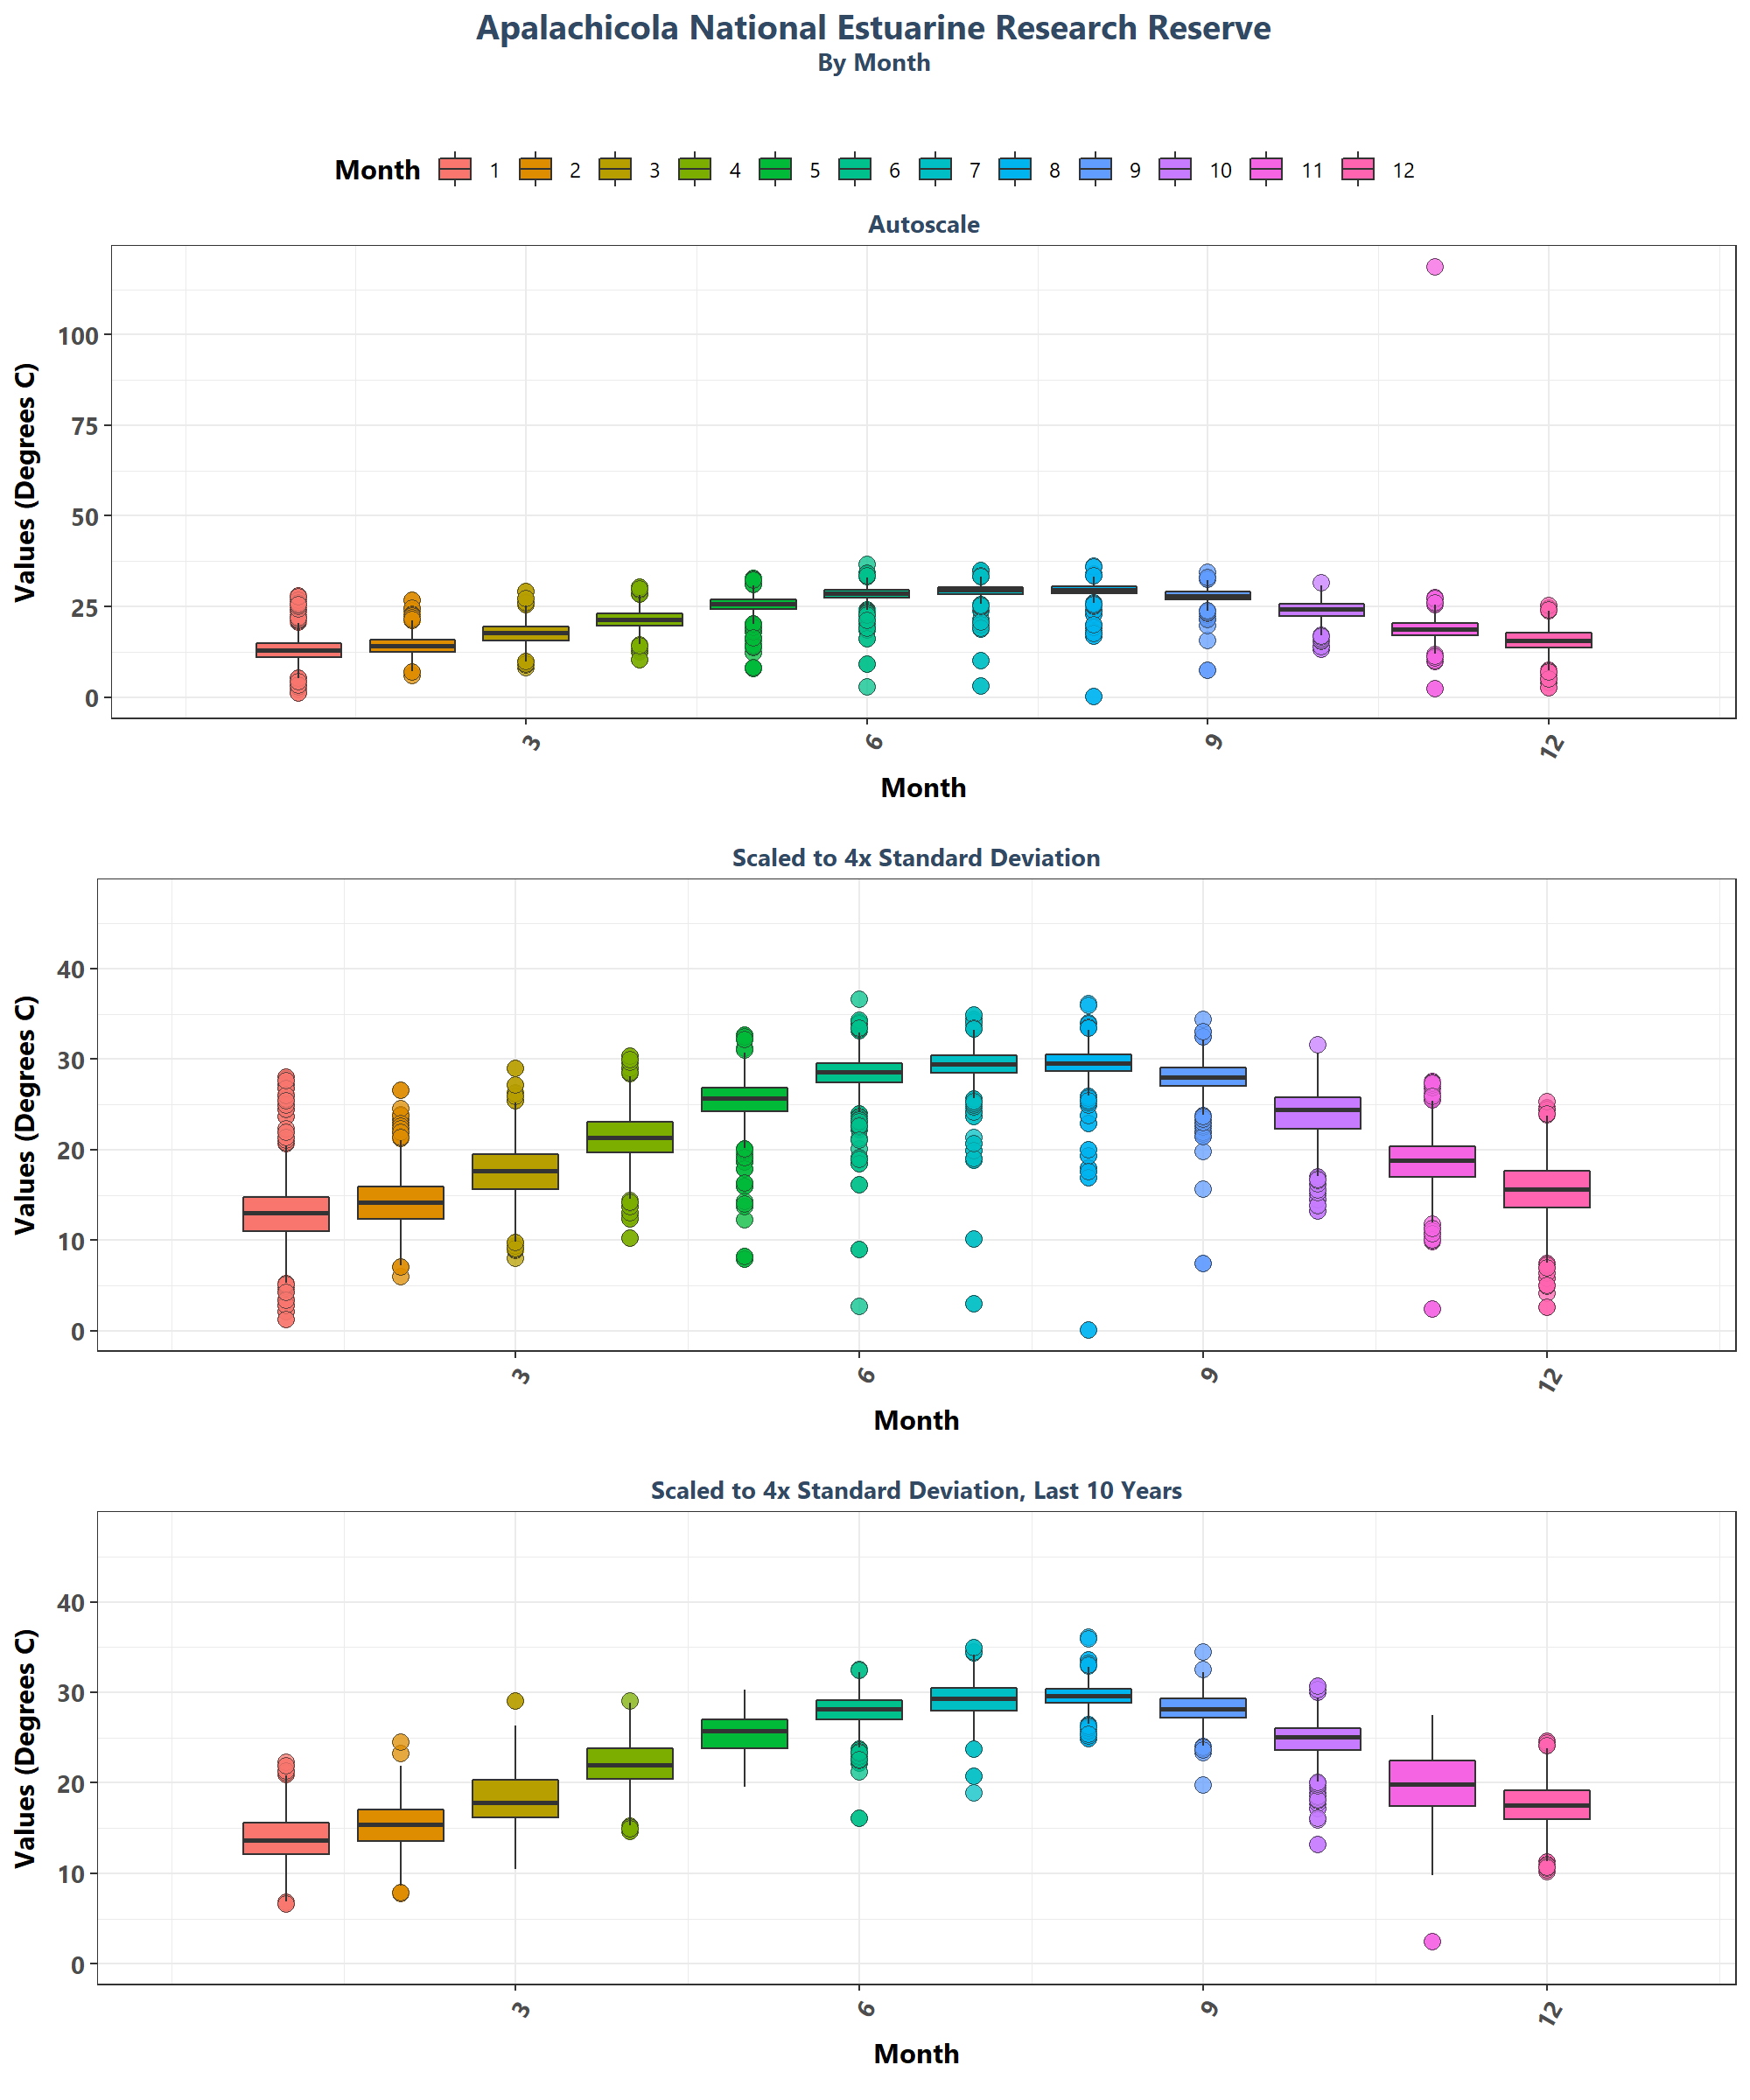 Apalachicola National Estuarine Research Reserve
By Month
Month 1 2 3 4 5 6 7 8 9 10 11 12
Autoscale
Values (Degrees C)
100
75
50
25
0
3 6 9 12
Month
Scaled to 4x Standard Deviation
Values (Degrees C)
40
30
20
10
0
3 6 9 12
Month
Scaled to 4x Standard Deviation, Last 10 Years
Values (Degrees C)
40
30
20
10
0
3 6 9 12
Month